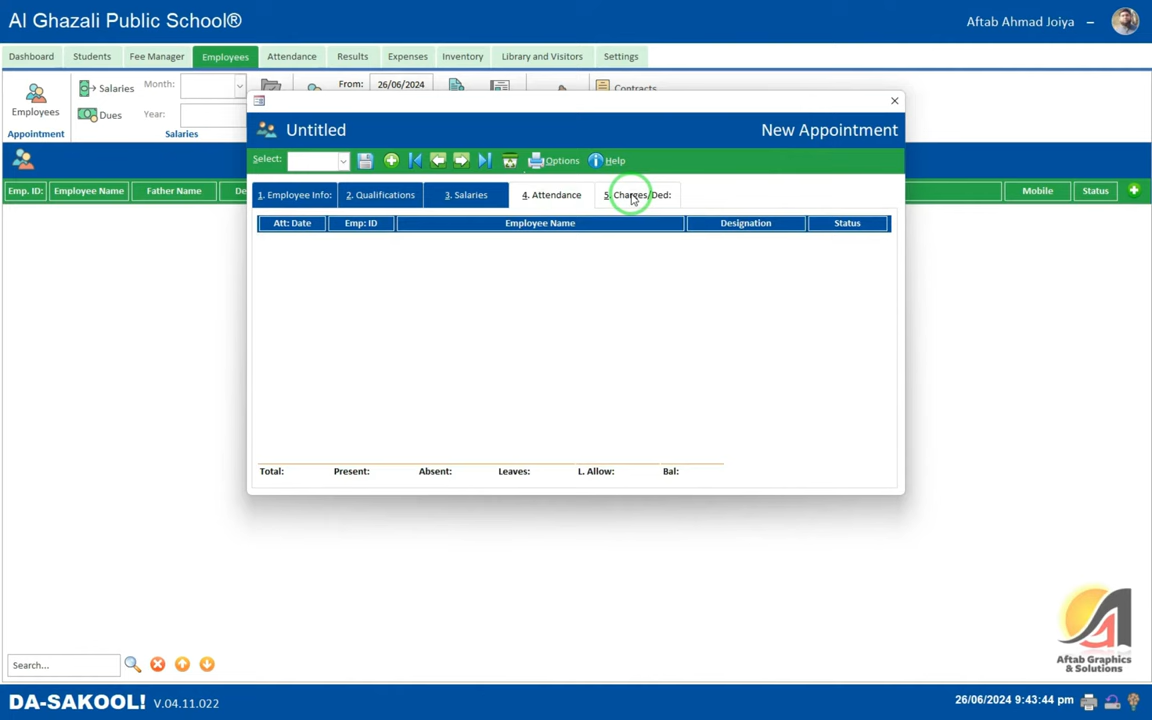 Al Ghazali Public School®
Aftab Ahmad Joiya
Dashboard Students Fee Manager Employees Attendance Results Expenses Inventory Library and Visitors Settings
Employees
Appointment
Salaries
Dues
Month:
Year:
Salaries
From: 26/06/2024
Contracts
Untitled
New Appointment
Select:
Options
Help
1. Employee Info: 2. Qualifications 3. Salaries 4. Attendance 5. Charges/Ded:
Emp. ID: Employee Name Father Name De Mobile Status
Att: Date Emp: ID Employee Name Designation Status
Total: Present: Absent: Leaves: L. Allow: Bal:
Aftab Graphics
& Solutions
Search...
DA-SAKOOL! V.04.11.022
26/06/2024 9:43:44 pm